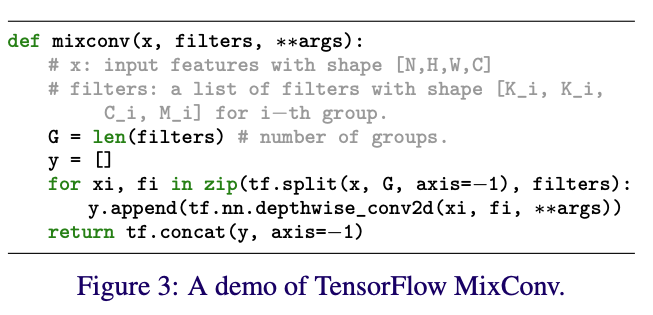 def mixconv(x, filters, **args):
    # x: input features with shape [N,H,W,C]
    # filters: a list of filters with shape [K_i, K_i,
        C_i, M_i] for i−th group.
    G = len(filters) # number of groups.
    y = []
    for xi, fi in zip(tf.split(x, G, axis=−1), filters):
        y.append(tf.nn.depthwise_conv2d(xi, fi, **args))
    return tf.concat(y, axis=−1)
Figure 3: A demo of TensorFlow MixConv.